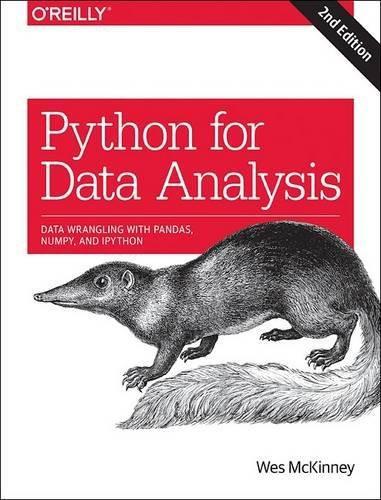 O'REILLY®
2nd Edition
Python for
Data Analysis
DATA WRANGLING WITH PANDAS,
NUMPY, AND IPYTHON
Wes McKinney